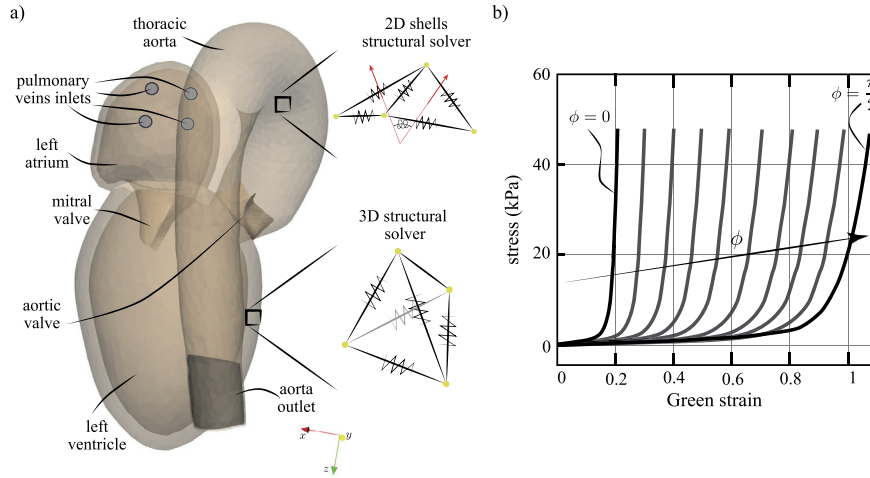 a)
thoracic
aorta
pulmonary
veins inlets
left
atrium
mitral
valve
aortic
valve
left
ventricle
aorta
outlet
2D shells
structural solver
3D structural
solver
x
y
z
b)
stress (kPa)
60
40
20
0
ϕ = 0
ϕ =
ϕ
0
0.2
0.4
0.6
0.8
1
Green strain